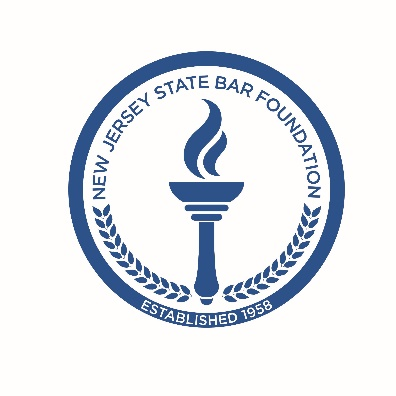 NEW JERSEY STATE BAR FOUNDATION
ESTABLISHED 1958